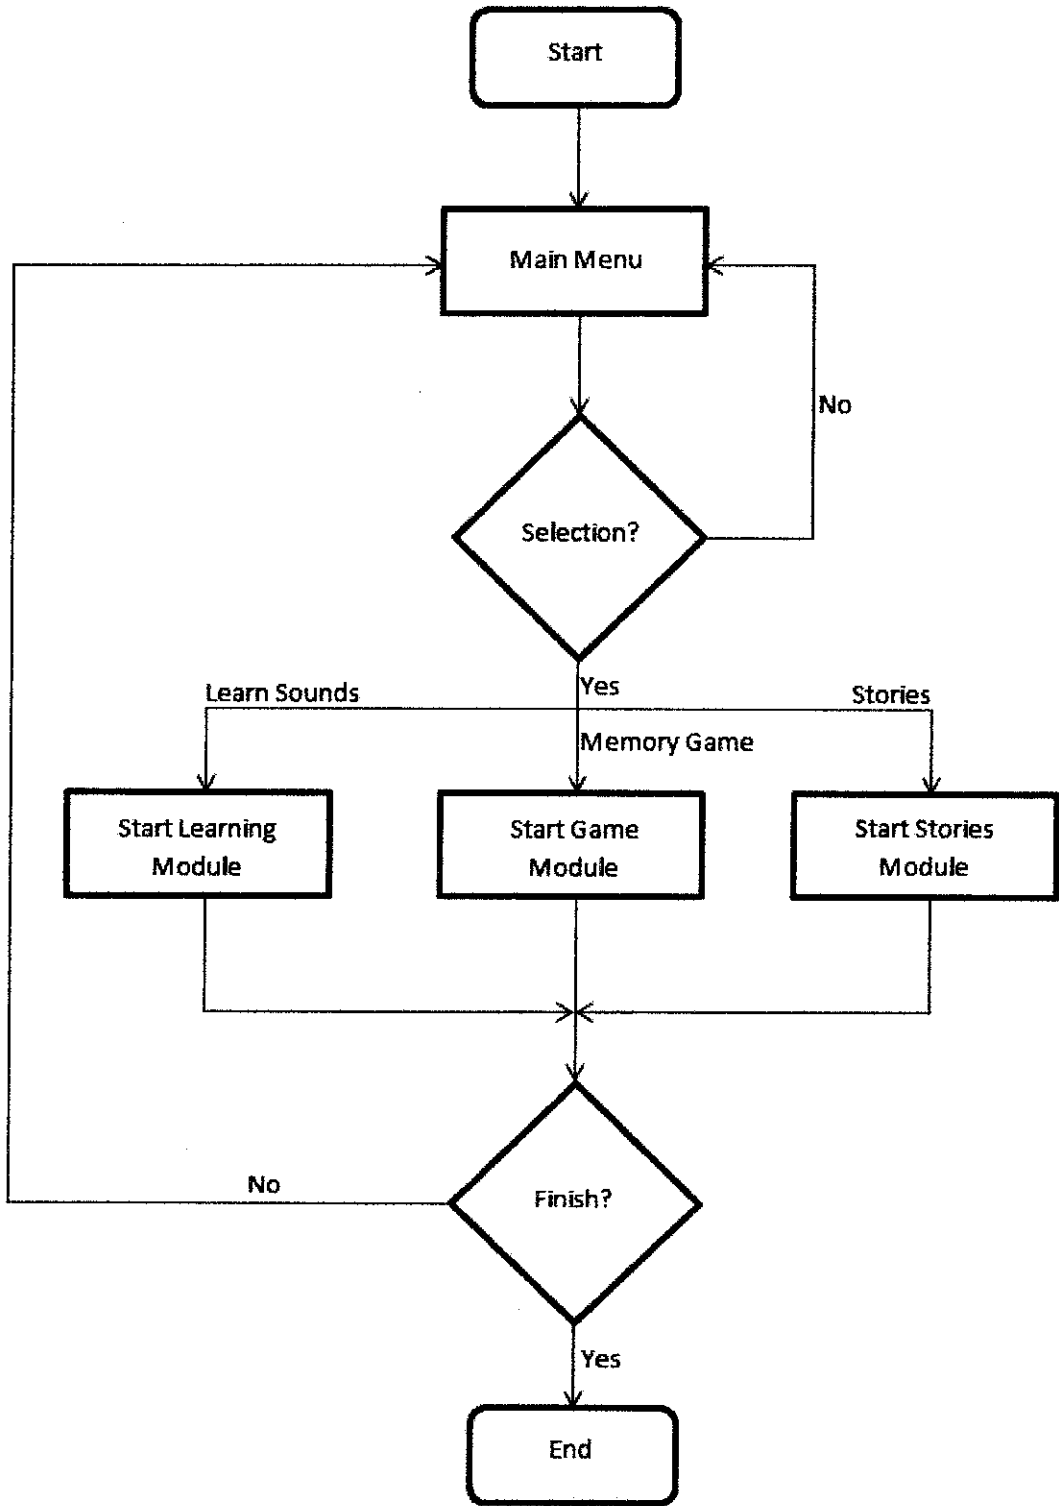 Start
Main Menu
No
Selection?
Yes
Learn Sounds
Stories
Memory Game
Start Learning
Module
Start Game
Module
Start Stories
Module
No
Finish?
Yes
End